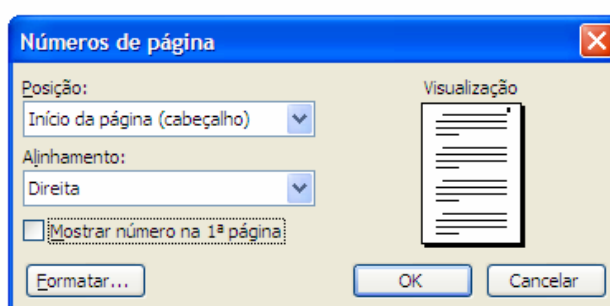 Números de página
Posição:
Visualização
Início da página (cabeçalho)
Alinhamento:
Direita
Mostrar número na 1ª página
Formatar...
OK
Cancelar